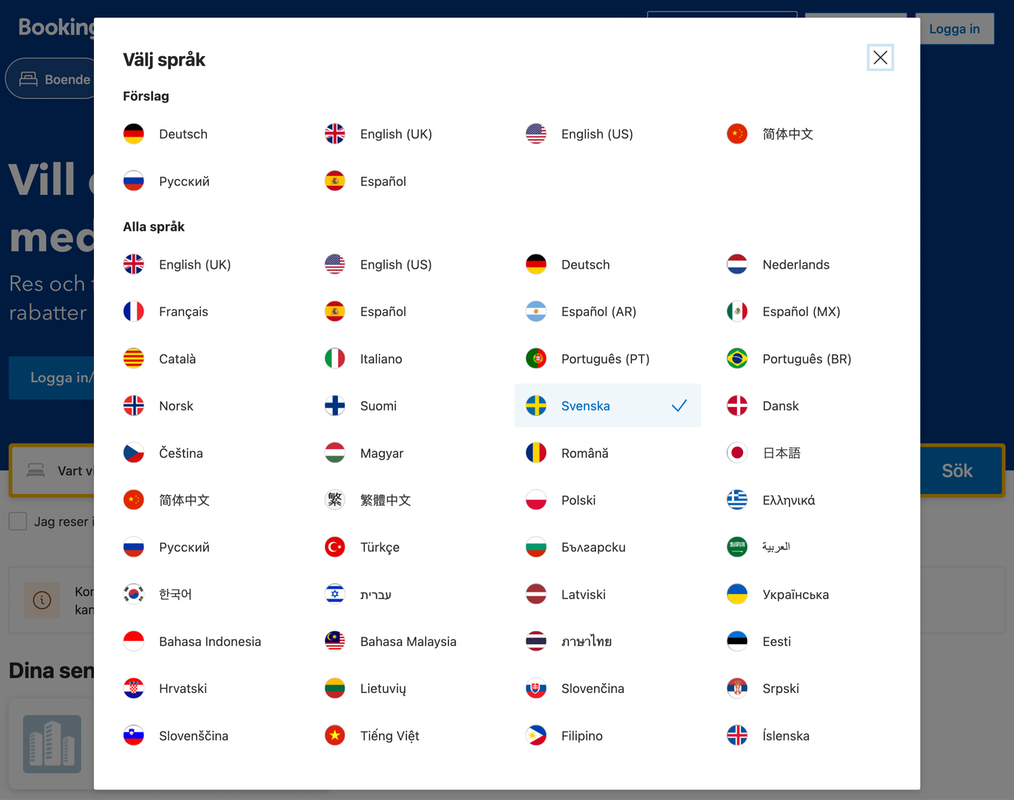 Booking
Logga in
Boende
Välj språk
Förslag
Deutsch
English (UK)
English (US)
简体中文
Русский
Español
Vill
med
Res och
rabatter
Logga in/
Alla språk
English (UK)
English (US)
Deutsch
Nederlands
Français
Español
Español (AR)
Español (MX)
Català
Italiano
Português (PT)
Português (BR)
Norsk
Suomi
Svenska
Dansk
Čeština
Magyar
Română
日本語
简体中文
繁
繁體中文
Polski
Ελληνικά
Русский
Türkçe
Български
العربية
한국어
עברית
Latviski
Українська
Bahasa Indonesia
Bahasa Malaysia
ภาษาไทย
Eesti
Hrvatski
Lietuvių
Slovenčina
Srpski
Slovenščina
Tiếng Việt
Filipino
Íslenska
Vart vi
Sök
Jag reser i
Kor
kan
Dina sen